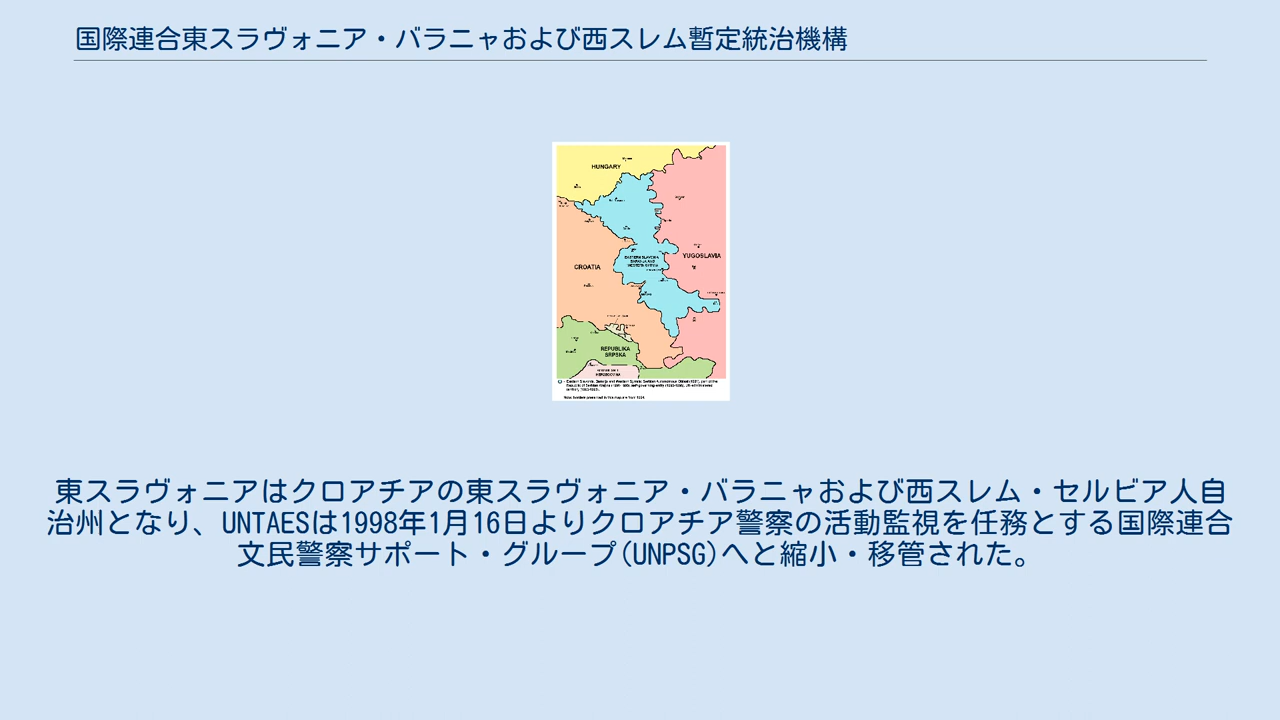 国際連合東スラヴォニア・バラニャおよび西スレム暫定統治機構
HUNGARY
CROATIA
YUGOSLAVIA
REPUBLIKA
SRPSKA
東スラヴォニアはクロアチアの東スラヴォニア・バラニャおよび西スレム・セルビア人自
治州となり、UNTAESは1998年1月16日よりクロアチア警察の活動監視を任務とする国際連合
文民警察サポート・グループ(UNPSG)へと縮小・移管された。